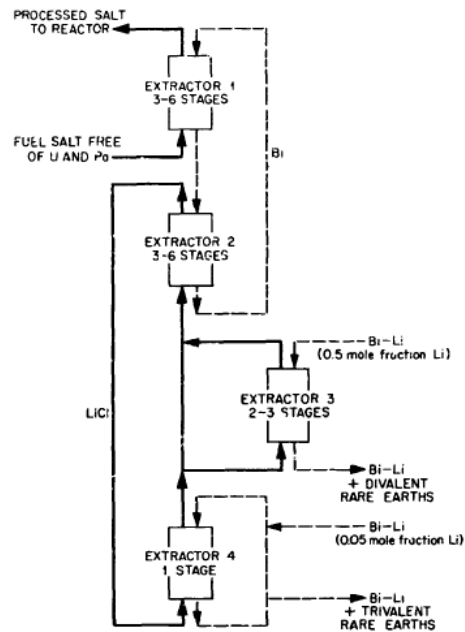 PROCESSED SALT
TO REACTOR
EXTRACTOR 1
3-6 STAGES
FUEL SALT FREE
OF U AND Pa
Bi
EXTRACTOR 2
3-6 STAGES
Bi-Li
(0.5 mole fraction Li)
EXTRACTOR 3
2-3 STAGES
LiCl
Bi-Li
+ DIVALENT
RARE EARTHS
Bi-Li
(0.05 mole fraction Li)
EXTRACTOR 4
1 STAGE
Bi-Li
+ TRIVALENT
RARE EARTHS